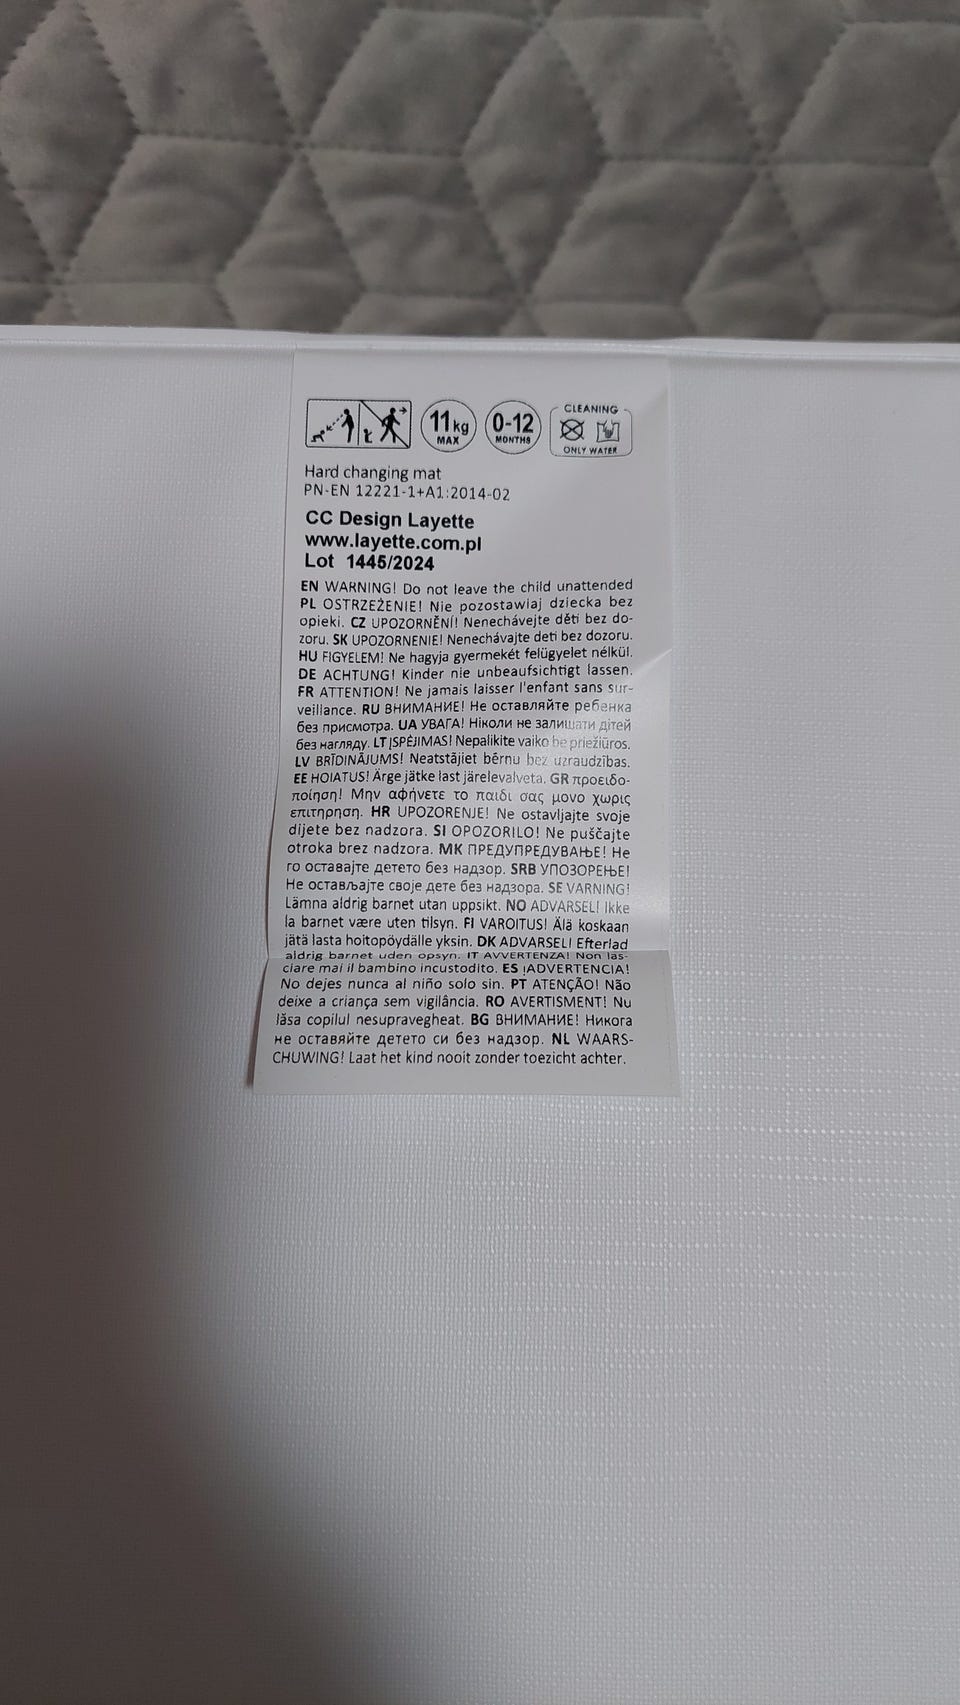 11kg
MAX
0-12
MONTHS
CLEANING
ONLY WATER
Hard changing mat
PN-EN 12221-1+A1:2014-02
CC Design Layette
www.layette.com.pl
Lot 1445/2024
EN WARNING! Do not leave the child unattended
PL OSTRZEŻENIE! Nie pozostawiaj dziecka bez
opieki. CZ UPOZORNĚNÍ! Nenechávejte děti bez do-
zoru. SK UPOZORNENIE! Nenechávajte deti bez dozoru.
HU FIGYELEM! Ne hagyja gyermekét felügyelet nélkül.
DE ACHTUNG! Kinder nie unbeaufsichtigt lassen.
FR ATTENTION! Ne jamais laisser l'enfant sans sur-
veillance. RU ВНИМАНИЕ! Не оставляйте ребенка
без присмотра. UA УВАГА! Ніколи не залишати дітей
без нагляду. LT ĮSPĖJIMAS! Nepalikite vaiko be priežiūros.
LV BRĪDINĀJUMS! Neatstājiet bērnu bez uzraudzības.
EE HOIATUS! Ärge jätke last järelevalveta. GR προειδο-
ποίηση! Μην αφήνετε το παιδι σας μονο χωρις
επιτηρηση. HR UPOZORENJE! Ne ostavljajte svoje
dijete bez nadzora. SI OPOZORILO! Ne puščajte
otroka brez nadzora. MK ПРЕДУПРЕДУВАЊЕ! Не
го оставајте детето без надзор. SRB УПОЗОРЕЊЕ!
Не остављајте своје дете без надзора. SE VARNING!
Lämna aldrig barnet utan uppsikt. NO ADVARSEL! Ikke
la barnet være uten tilsyn. FI VAROITUS! Älä koskaan
jätä lasta hoitopöydälle yksin. DK ADVARSEL! Efterlad
aldrig barnet uden opsyn. IT AVVERTENZA! Non las-
ciare mai il bambino incustodito. ES ¡ADVERTENCIA!
No dejes nunca al niño solo sin. PT ATENÇÃO! Não
deixe a criança sem vigilância. RO AVERTISMENT! Nu
lăsa copilul nesupravegheat. BG ВНИМАНИЕ! Никога
не оставяйте детето си без надзор. NL WAARS-
CHUWING! Laat het kind nooit zonder toezicht achter.